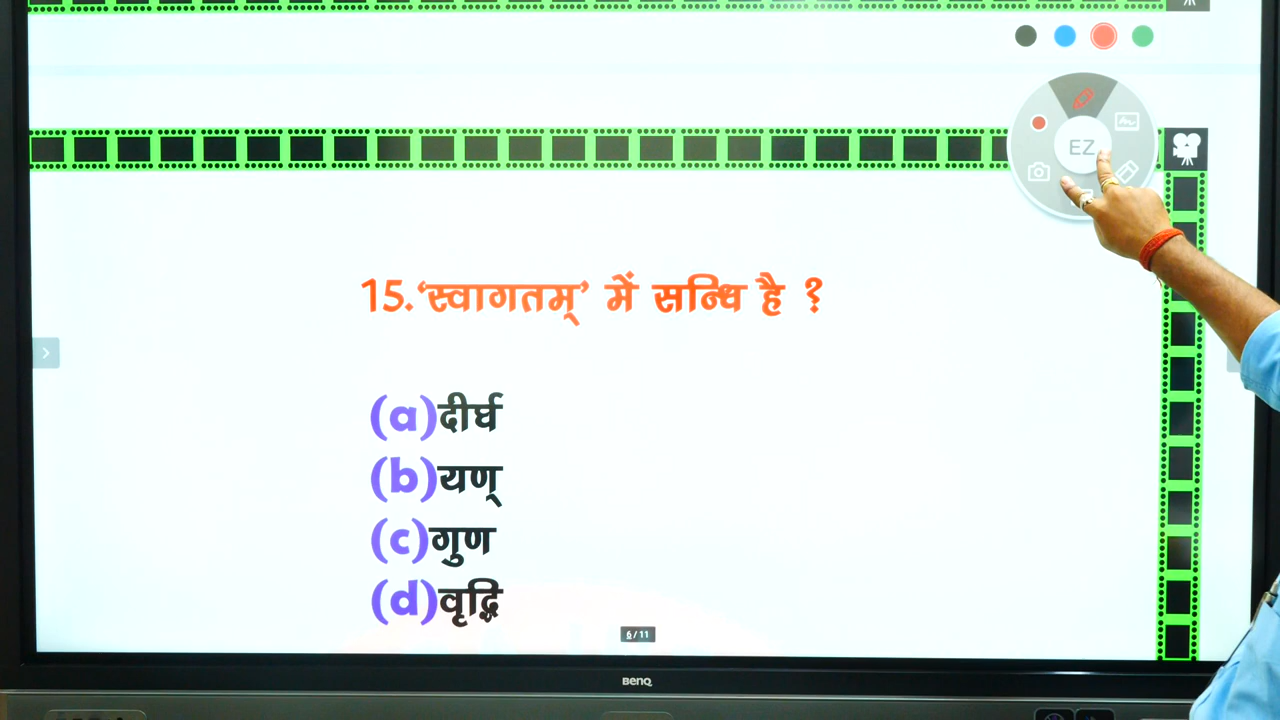 EZ
15.‘स्वागतम्’ में सन्धि है ?
(a)दीर्घ
(b)यण्
(c)गुण
(d)वृद्धि
6/11
BenQ